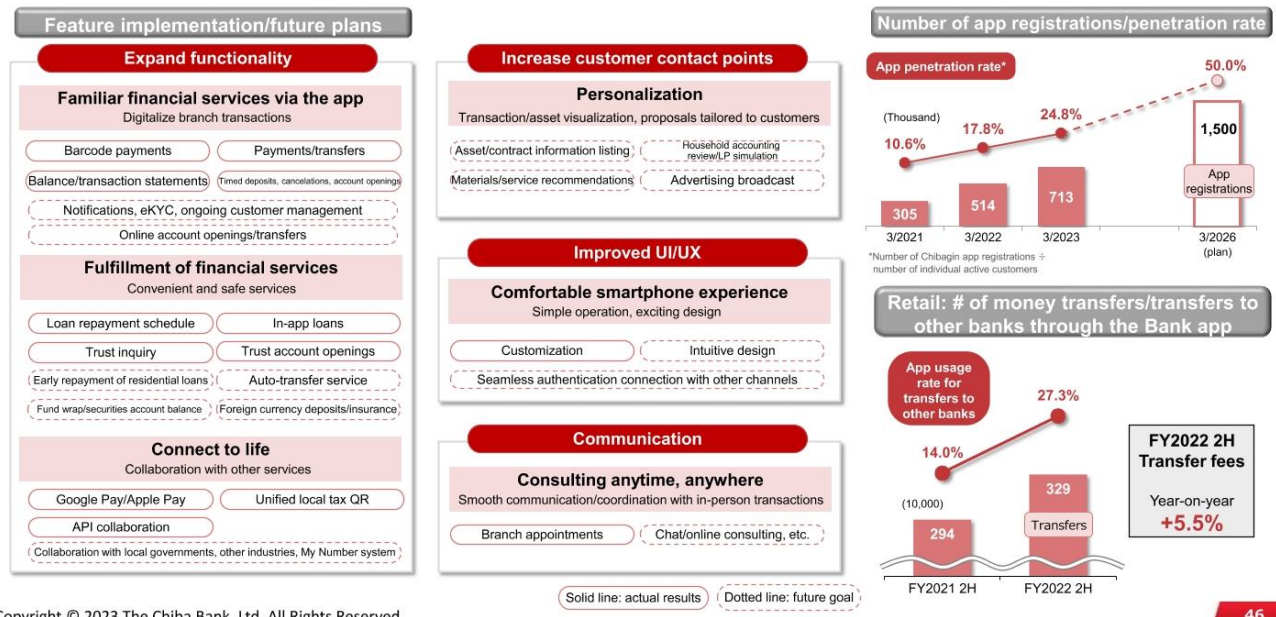 Feature implementation/future plans
Expand functionality
Familiar financial services via the app
Digitalize branch transactions
Barcode payments
Payments/transfers
Balance/transaction statements
Timed deposits, cancelations, account openings
Notifications, eKYC, ongoing customer management
Online account openings/transfers
Fulfillment of financial services
Convenient and safe services
Loan repayment schedule
In-app loans
Trust inquiry
Trust account openings
Early repayment of residential loans
Auto-transfer service
Fund wrap/securities account balance
Foreign currency deposits/insurance
Connect to life
Collaboration with other services
Google Pay/Apple Pay
Unified local tax QR
API collaboration
Collaboration with local governments, other industries, My Number system
Increase customer contact points
Personalization
Transaction/asset visualization, proposals tailored to customers
Asset/contract information listing
Household accounting
review/LP simulation
Materials/service recommendations
Advertising broadcast
Improved UI/UX
Comfortable smartphone experience
Simple operation, exciting design
Customization
Intuitive design
Seamless authentication connection with other channels
Communication
Consulting anytime, anywhere
Smooth communication/coordination with in-person transactions
Branch appointments
Chat/online consulting, etc.
Solid line: actual results
Dotted line: future goal
Number of app registrations/penetration rate
App penetration rate*
50.0%
(Thousand)
24.8%
17.8%
10.6%
1,500
App
registrations
713
514
305
3/2021
3/2022
3/2023
3/2026
(plan)
*Number of Chibagin app registrations ÷
number of individual active customers
Retail: # of money transfers/transfers to
other banks through the Bank app
App usage
rate for
transfers to
other banks
27.3%
14.0%
(10,000)
329
Transfers
294
FY2021 2H
FY2022 2H
FY2022 2H
Transfer fees
Year-on-year
+5.5%
Copyright © 2023 The Chiba Bank, Ltd. All Rights Reserved
46